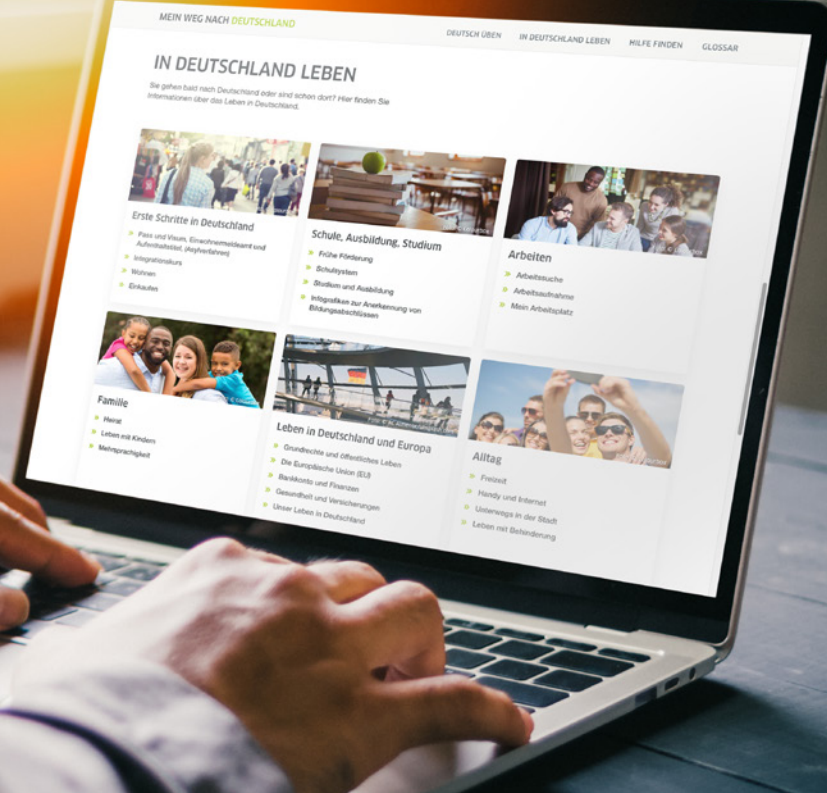 MEIN WEG NACH DEUTSCHLAND
DEUTSCH ÜBEN
IN DEUTSCHLAND LEBEN
HILFE FINDEN
GLOSSAR
IN DEUTSCHLAND LEBEN
Sie gehen bald nach Deutschland oder sind schon dort? Hier finden Sie
Informationen über das Leben in Deutschland.
Erste Schritte in Deutschland
Pass und Visum, Einwohnermeldeamt und
Aufenthaltstitel, (Asylverfahren)
Integrationskurs
Wohnen
Einkaufen
Schule, Ausbildung, Studium
Frühe Förderung
Schulsystem
Studium und Ausbildung
Infografiken zur Anerkennung von
Bildungsabschlüssen
Arbeiten
Arbeitssuche
Arbeitsaufnahme
Mein Arbeitsplatz
Familie
Heirat
Leben mit Kindern
Mehrsprachigkeit
Leben in Deutschland und Europa
Grundrechte und öffentliches Leben
Die Europäische Union (EU)
Bankkonto und Finanzen
Gesundheit und Versicherungen
Unser Leben in Deutschland
Alltag
Freizeit
Handy und Internet
Unterwegs in der Stadt
Leben mit Behinderung